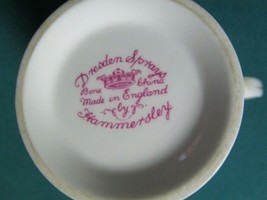 Dresden Sprays
Bone China
Made in England
by
Hammersley